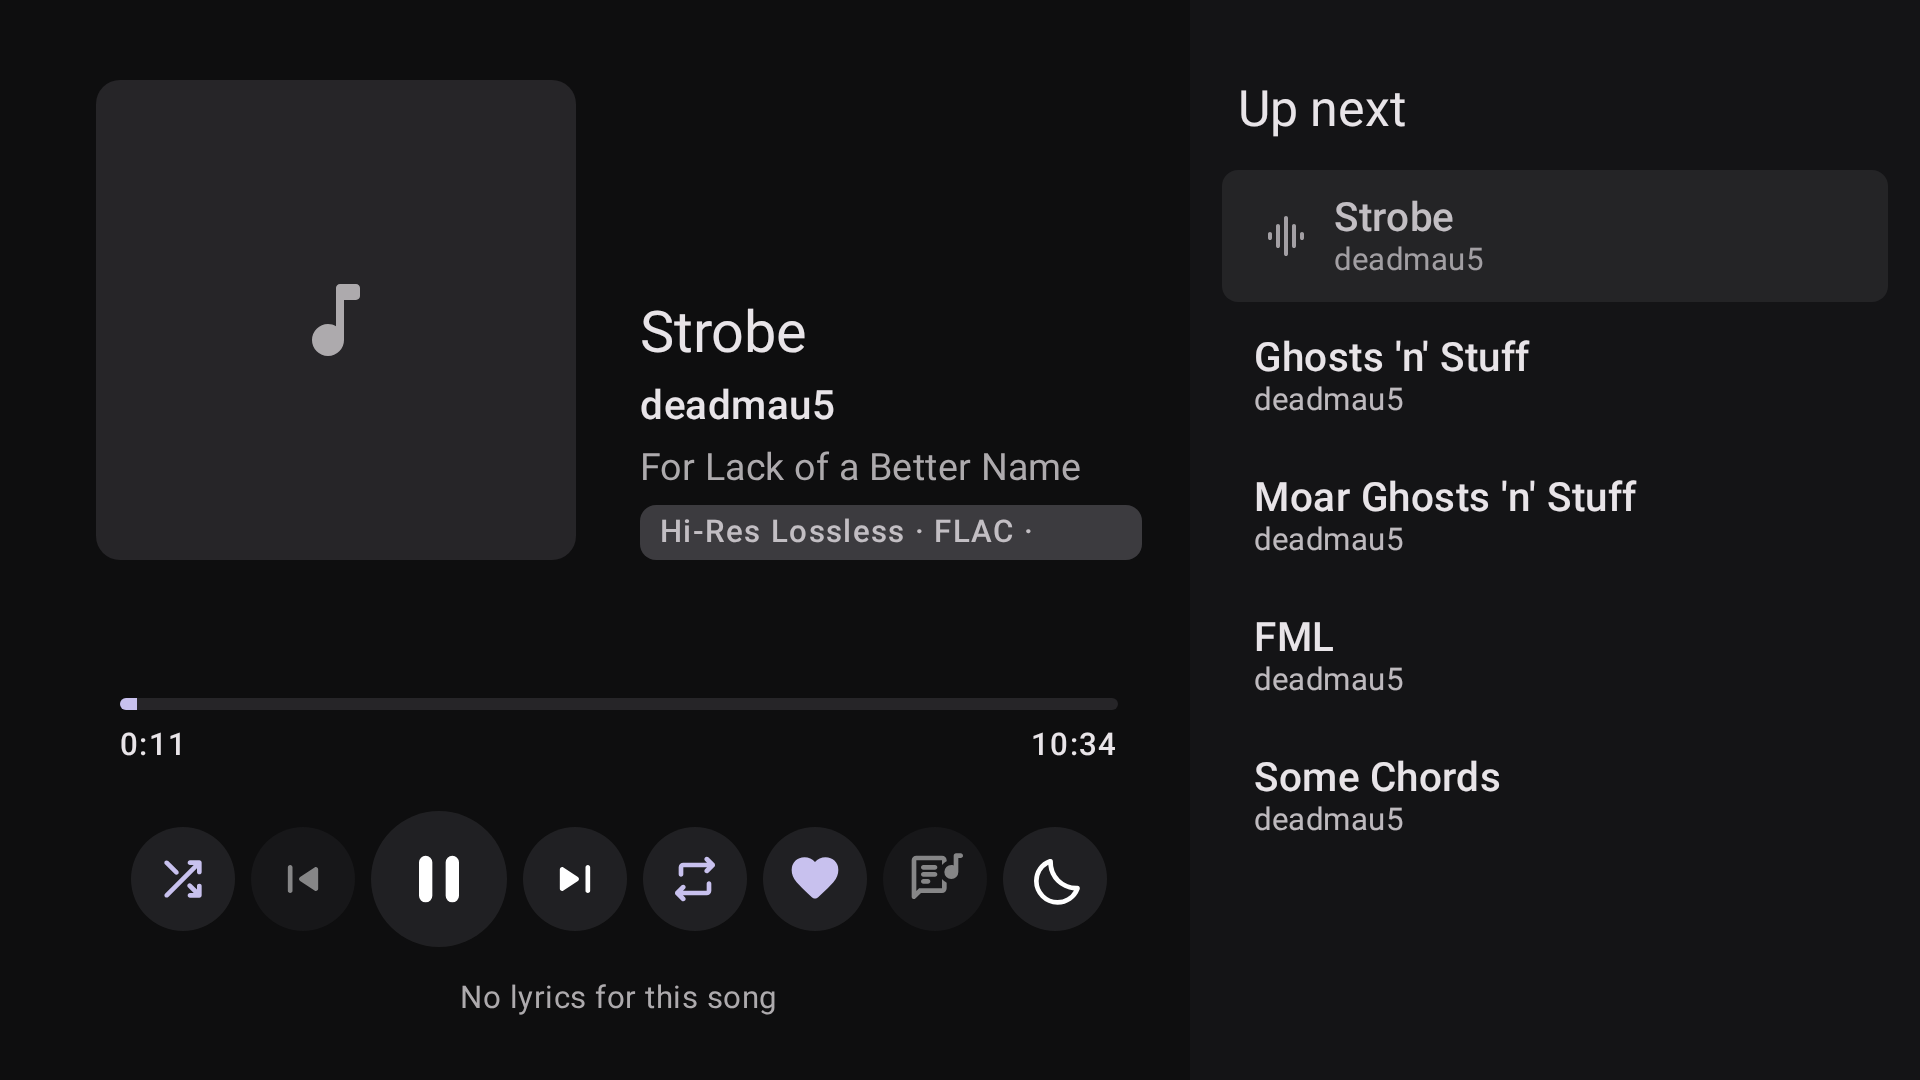 Strobe
deadmau5
For Lack of a Better Name
Hi-Res Lossless · FLAC ·
0:11
10:34
No lyrics for this song
Up next
Strobe
deadmau5
Ghosts 'n' Stuff
deadmau5
Moar Ghosts 'n' Stuff
deadmau5
FML
deadmau5
Some Chords
deadmau5